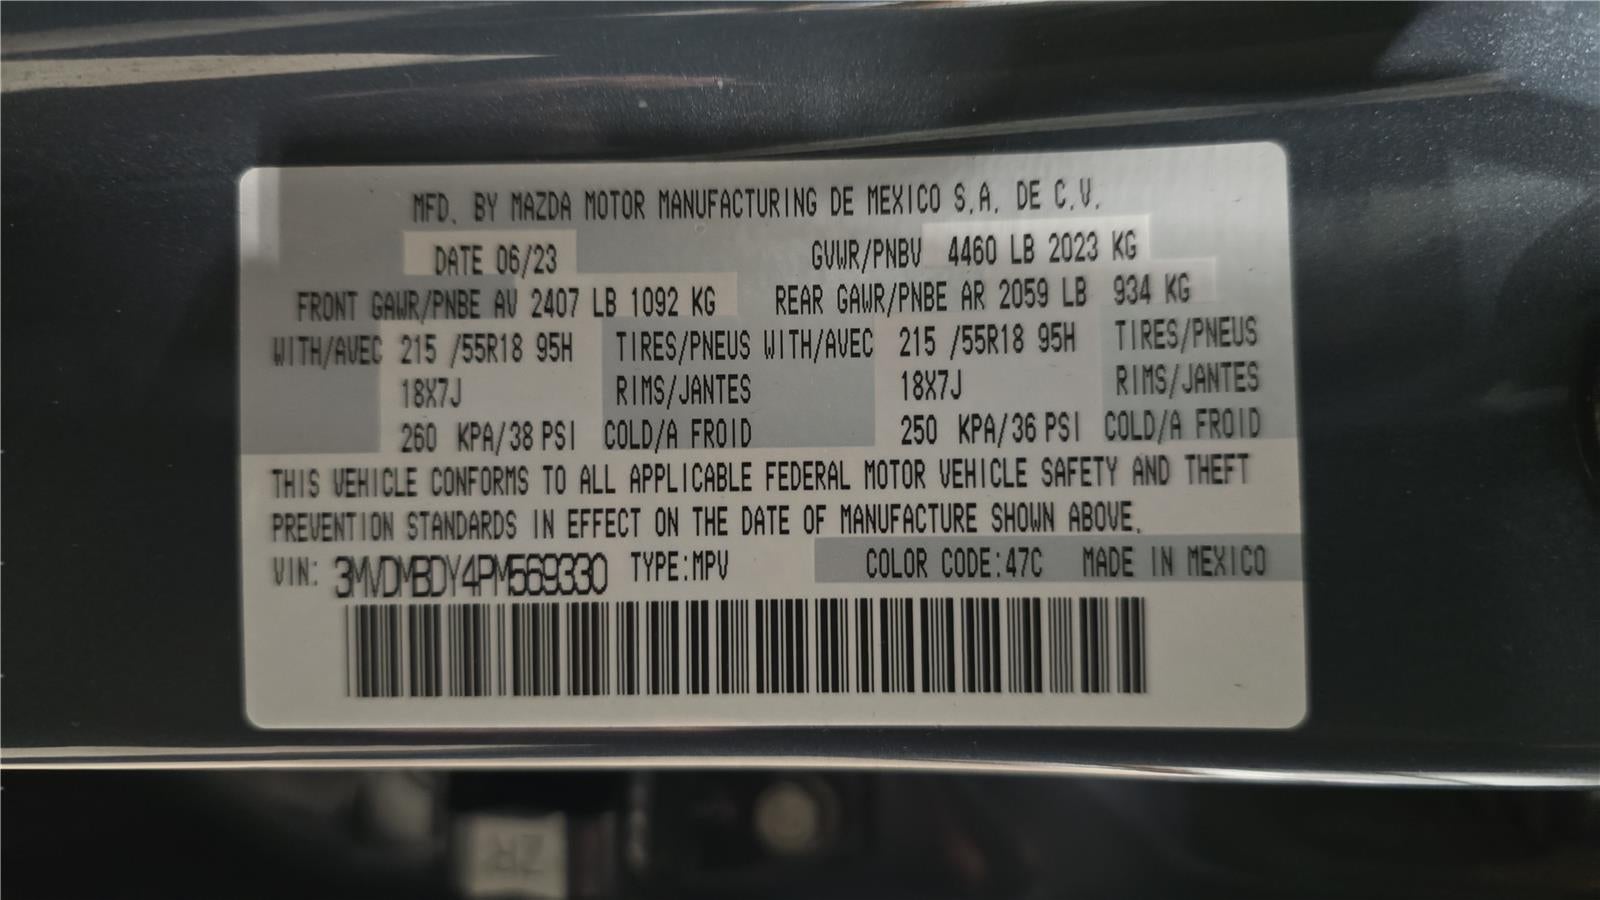 MFD. BY MAZDA MOTOR MANUFACTURING DE MEXICO S.A. DE C.V.
DATE 06/23 GVWR/PNBV 4460 LB 2023 KG
FRONT GAWR/PNBE AV 2407 LB 1092 KG REAR GAWR/PNBE AR 2059 LB 934 KG
WITH/AVEC 215 /55R18 95H TIRES/PNEUS WITH/AVEC 215 /55R18 95H TIRES/PNEUS
18X7J RIMS/JANTES 18X7J RIMS/JANTES
260 KPA/38 PSI COLD/A FROID 250 KPA/36 PSI COLD/A FROID
THIS VEHICLE CONFORMS TO ALL APPLICABLE FEDERAL MOTOR VEHICLE SAFETY AND THEFT
PREVENTION STANDARDS IN EFFECT ON THE DATE OF MANUFACTURE SHOWN ABOVE.
VIN: 3MVDMBDY4PM569330 TYPE:MPV COLOR CODE:47C MADE IN MEXICO